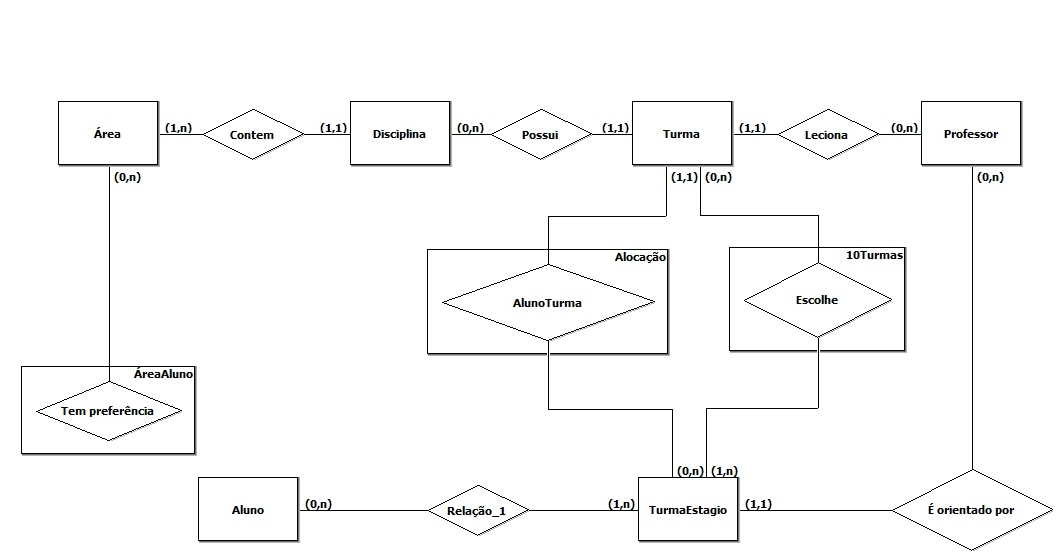 Área
(1,n)
Contem
(1,1)
Disciplina
(0,n)
Possui
(1,1)
Turma
(1,1)
Leciona
(0,n)
Professor
(0,n)
(1,1)
(0,n)
(0,n)
Alocação
AlunoTurma
10Turmas
Escolhe
ÁreaAluno
Tem preferência
(0,n)
(1,n)
Aluno
(0,n)
Relação_1
(1,n)
TurmaEstagio
(1,1)
É orientado por